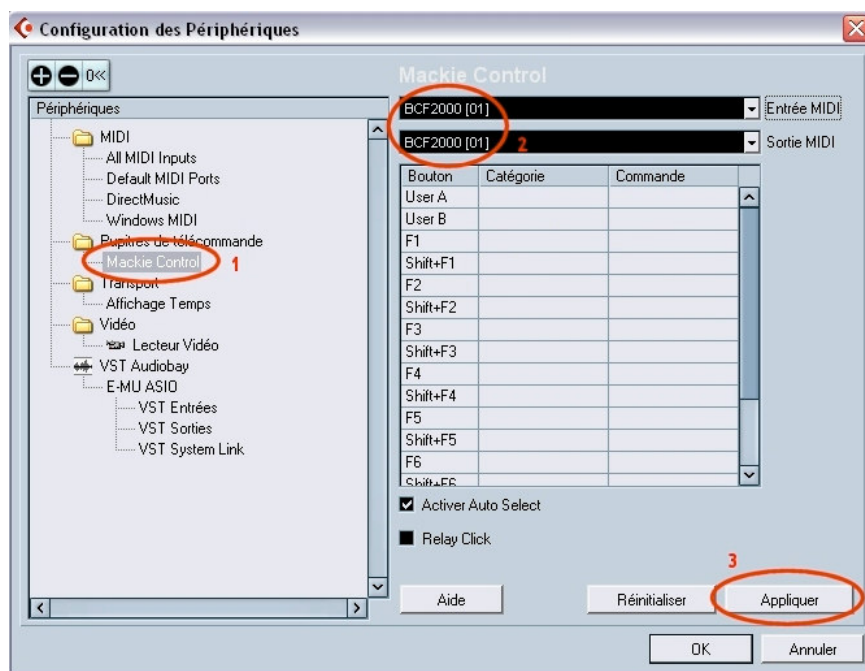 Configuration des Périphériques
Mackie Control
Périphériques
MIDI
All MIDI Inputs
Default MIDI Ports
DirectMusic
Windows MIDI
Pupitres de télécommande
Mackie Control
1
Transport
Affichage Temps
Vidéo
Lecteur Vidéo
VST Audiobay
E-MU ASIO
VST Entrées
VST Sorties
VST System Link
BCF2000 [01]
Entrée MIDI
BCF2000 [01]
2
Sortie MIDI
Bouton Catégorie Commande
User A
User B
F1
Shift+F1
F2
Shift+F2
F3
Shift+F3
F4
Shift+F4
F5
Shift+F5
F6
Shift+F6
Activer Auto Select
Relay Click
3
Aide Réinitialiser Appliquer
OK Annuler